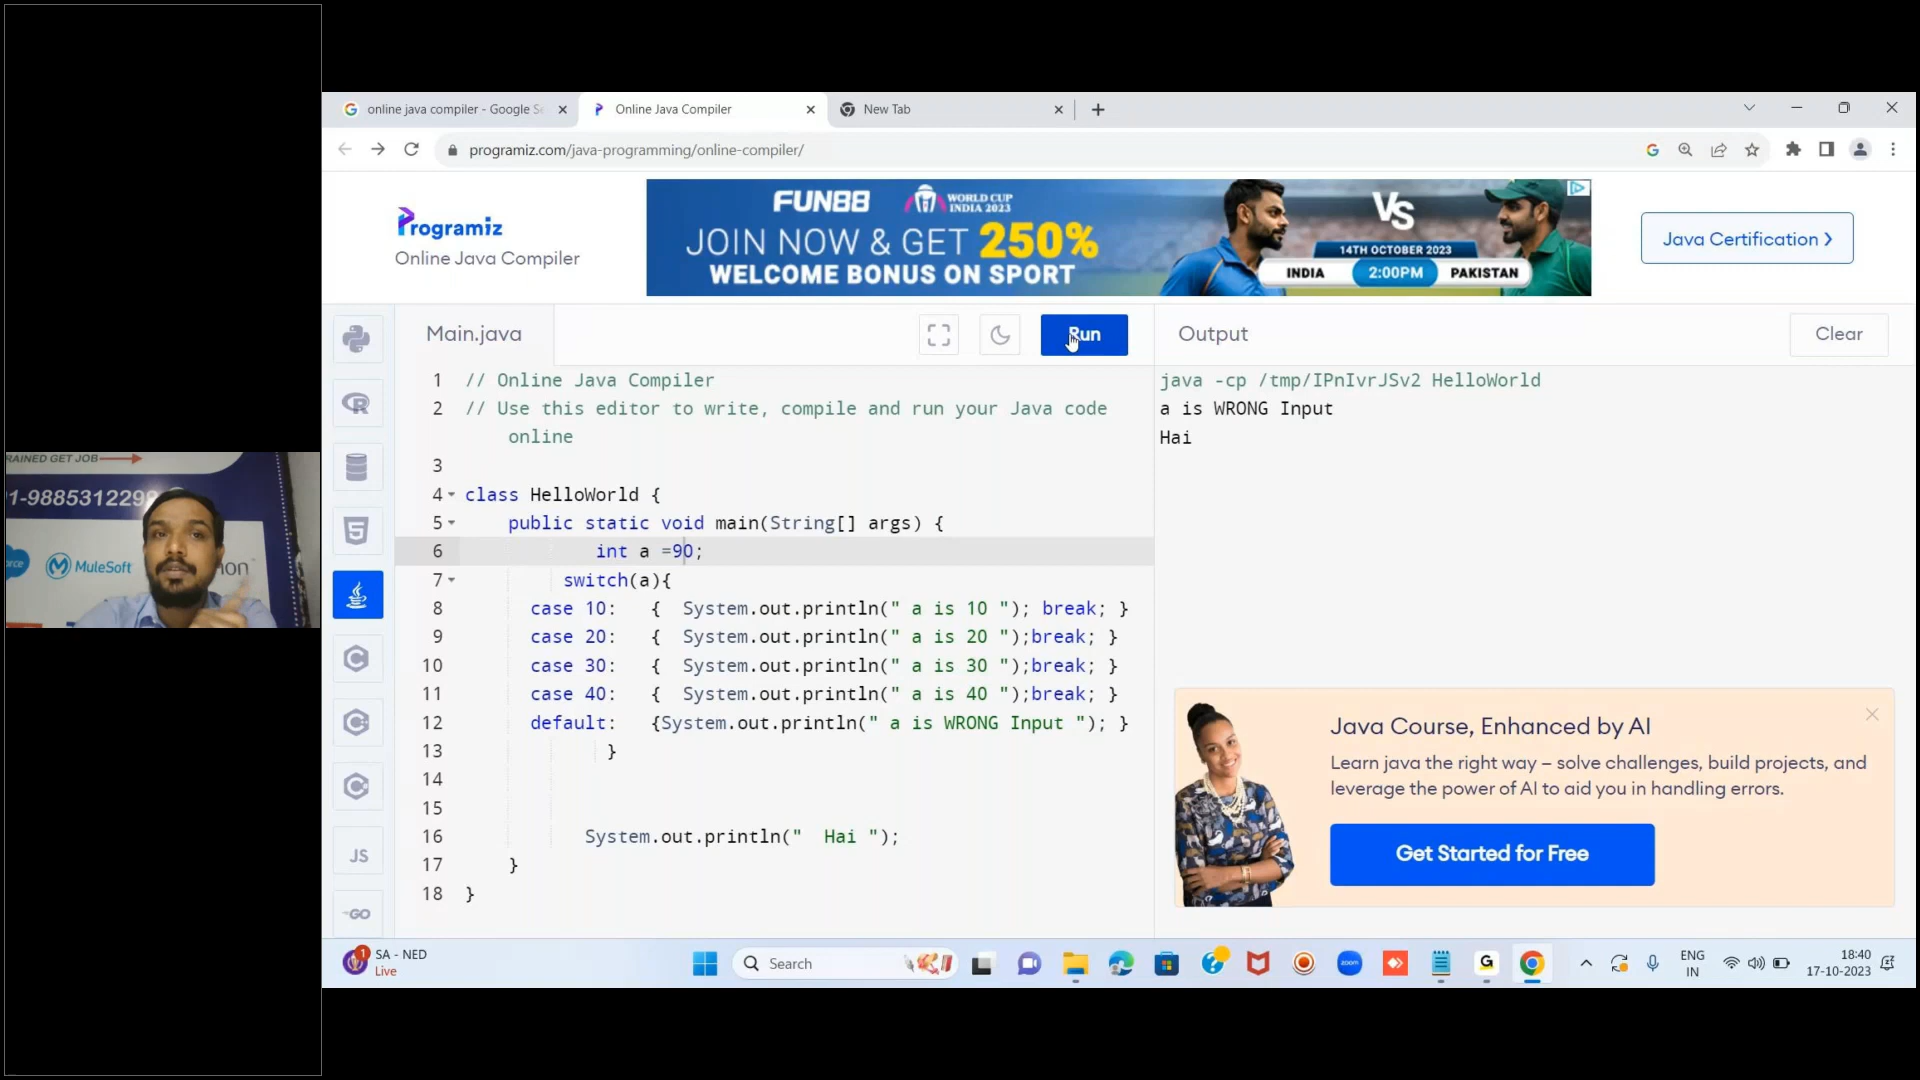 RAINED GET JOB
1-9885312298
MuleSoft
online java compiler - Google Se
Online Java Compiler
New Tab
programiz.com/java-programming/online-compiler/
Programiz
Online Java Compiler
FUN88
WORLD CUP
INDIA 2023
JOIN NOW & GET 250%
WELCOME BONUS ON SPORT
VS
14TH OCTOBER 2023
INDIA 2:00PM PAKISTAN
Java Certification ❯
Main.java
Run
Output
Clear
1 // Online Java Compiler
2 // Use this editor to write, compile and run your Java code
online
3
4 class HelloWorld {
5 public static void main(String[] args) {
6 int a =90;
7 switch(a){
8 case 10: { System.out.println(" a is 10 "); break; }
9 case 20: { System.out.println(" a is 20 ");break; }
10 case 30: { System.out.println(" a is 30 ");break; }
11 case 40: { System.out.println(" a is 40 ");break; }
12 default: {System.out.println(" a is WRONG Input "); }
13 }
14
15
16 System.out.println(" Hai ");
17 }
18 }
java -cp /tmp/IPnIvrJSv2 HelloWorld
a is WRONG Input
Hai
Java Course, Enhanced by AI
Learn java the right way – solve challenges, build projects, and
leverage the power of AI to aid you in handling errors.
Get Started for Free
JS
GO
SA - NED
Live
1
Search
zoom
ENG
IN
18:40
17-10-2023